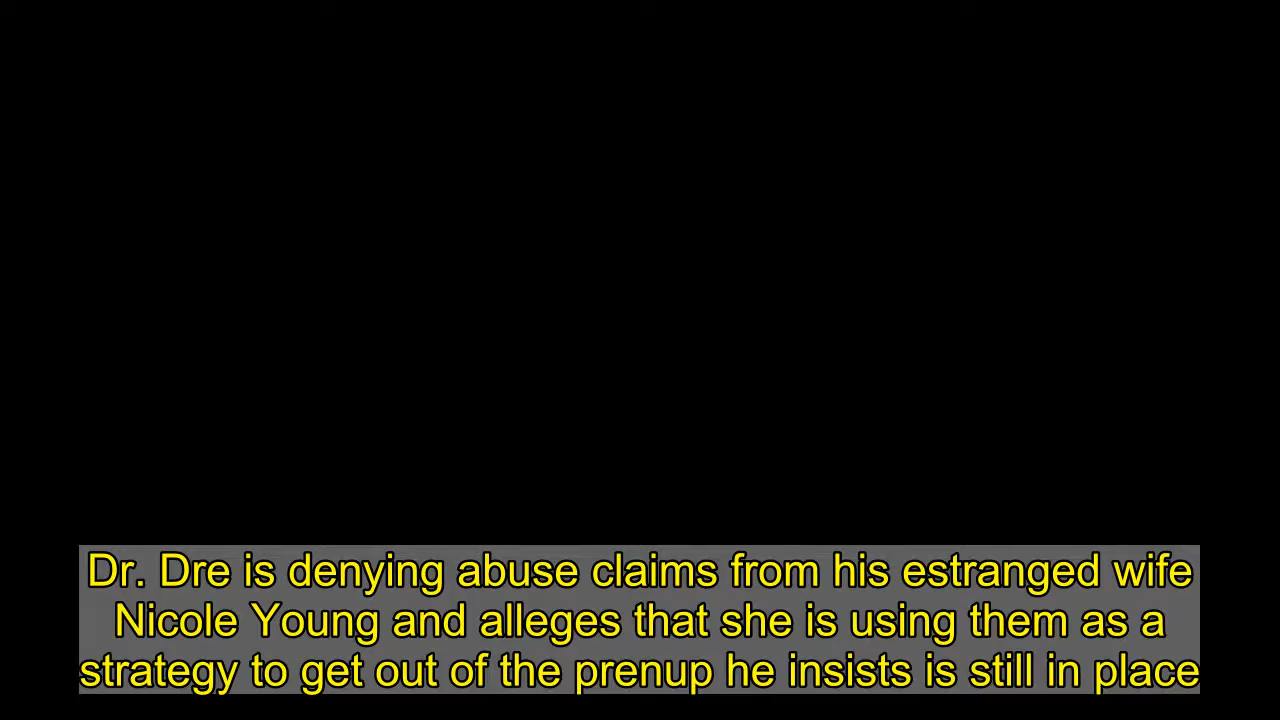 Dr. Dre is denying abuse claims from his estranged wife
Nicole Young and alleges that she is using them as a
strategy to get out of the prenup he insists is still in place